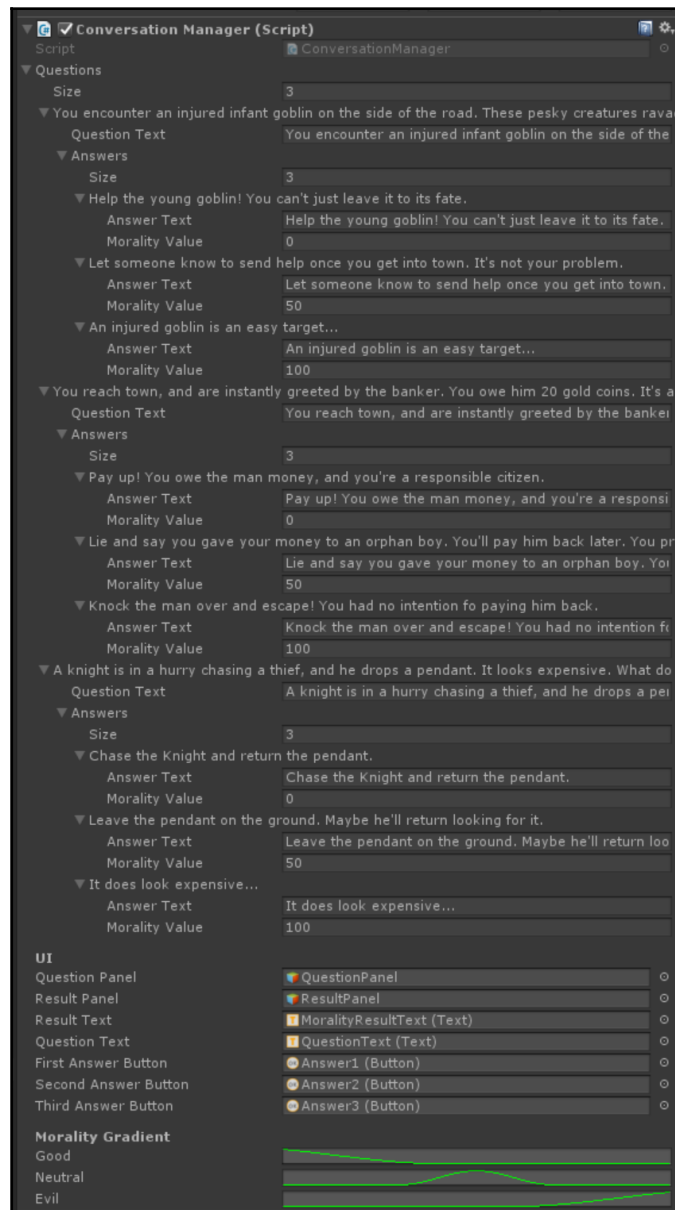 Conversation Manager (Script)
Script ConversationManager
Questions
Size 3
You encounter an injured infant goblin on the side of the road. These pesky creatures rava
Question Text You encounter an injured infant goblin on the side of the
Answers
Size 3
Help the young goblin! You can't just leave it to its fate.
Answer Text Help the young goblin! You can't just leave it to its fate.
Morality Value 0
Let someone know to send help once you get into town. It's not your problem.
Answer Text Let someone know to send help once you get into town.
Morality Value 50
An injured goblin is an easy target...
Answer Text An injured goblin is an easy target...
Morality Value 100
You reach town, and are instantly greeted by the banker. You owe him 20 gold coins. It's a
Question Text You reach town, and are instantly greeted by the banker
Answers
Size 3
Pay up! You owe the man money, and you're a responsible citizen.
Answer Text Pay up! You owe the man money, and you're a responsi
Morality Value 0
Lie and say you gave your money to an orphan boy. You'll pay him back later. You pr
Answer Text Lie and say you gave your money to an orphan boy. You
Morality Value 50
Knock the man over and escape! You had no intention fo paying him back.
Answer Text Knock the man over and escape! You had no intention fo
Morality Value 100
A knight is in a hurry chasing a thief, and he drops a pendant. It looks expensive. What do
Question Text A knight is in a hurry chasing a thief, and he drops a pen
Answers
Size 3
Chase the Knight and return the pendant.
Answer Text Chase the Knight and return the pendant.
Morality Value 0
Leave the pendant on the ground. Maybe he'll return looking for it.
Answer Text Leave the pendant on the ground. Maybe he'll return loo
Morality Value 50
It does look expensive...
Answer Text It does look expensive...
Morality Value 100
UI
Question Panel QuestionPanel
Result Panel ResultPanel
Result Text MoralityResultText (Text)
Question Text QuestionText (Text)
First Answer Button Answer1 (Button)
Second Answer Button Answer2 (Button)
Third Answer Button Answer3 (Button)
Morality Gradient
Good
Neutral
Evil